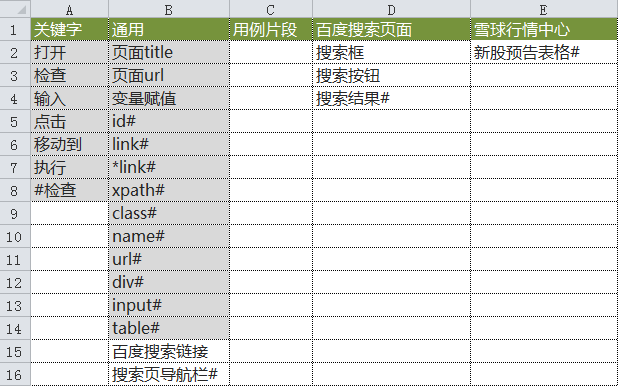 A B C D E
1 关键字 通用 用例片段 百度搜索页面 雪球行情中心
2 打开 页面title 搜索框 新股预告表格#
3 检查 页面url 搜索按钮
4 输入 变量赋值 搜索结果#
5 点击 id#
6 移动到 link#
7 执行 *link#
8 #检查 xpath#
9 class#
10 name#
11 url#
12 div#
13 input#
14 table#
15 百度搜索链接
16 搜索页导航栏#